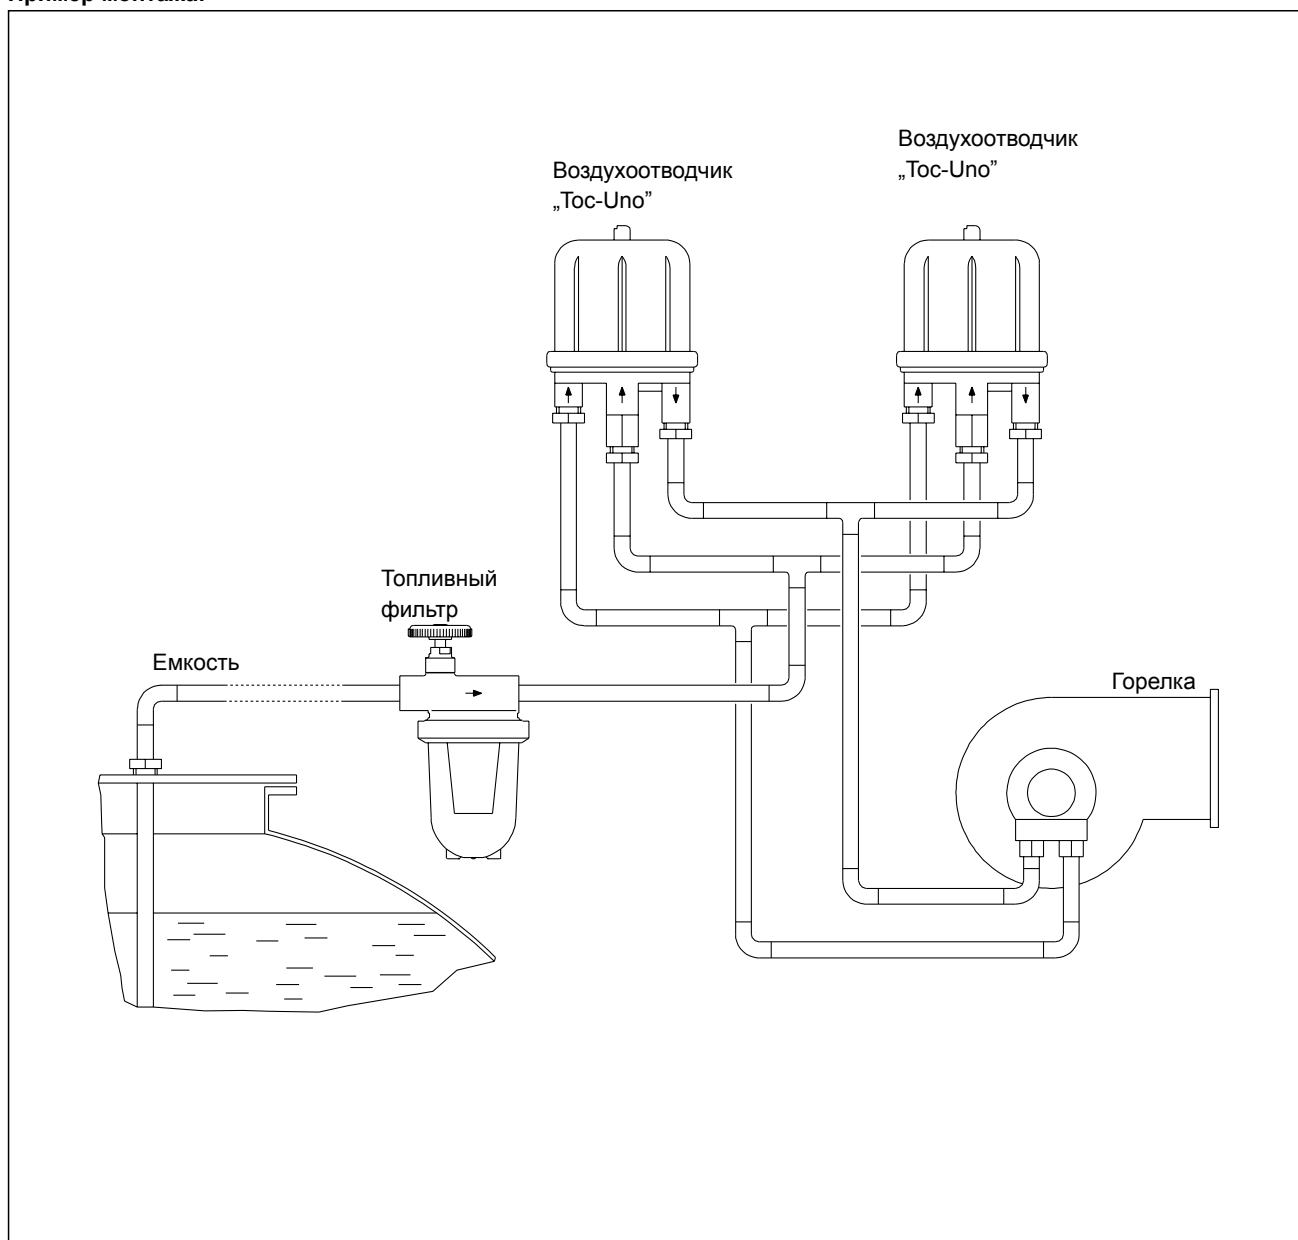 Воздухоотводчик
„Toc-Uno”
Воздухоотводчик
„Toc-Uno”
Топливный
фильтр
Емкость
Горелка